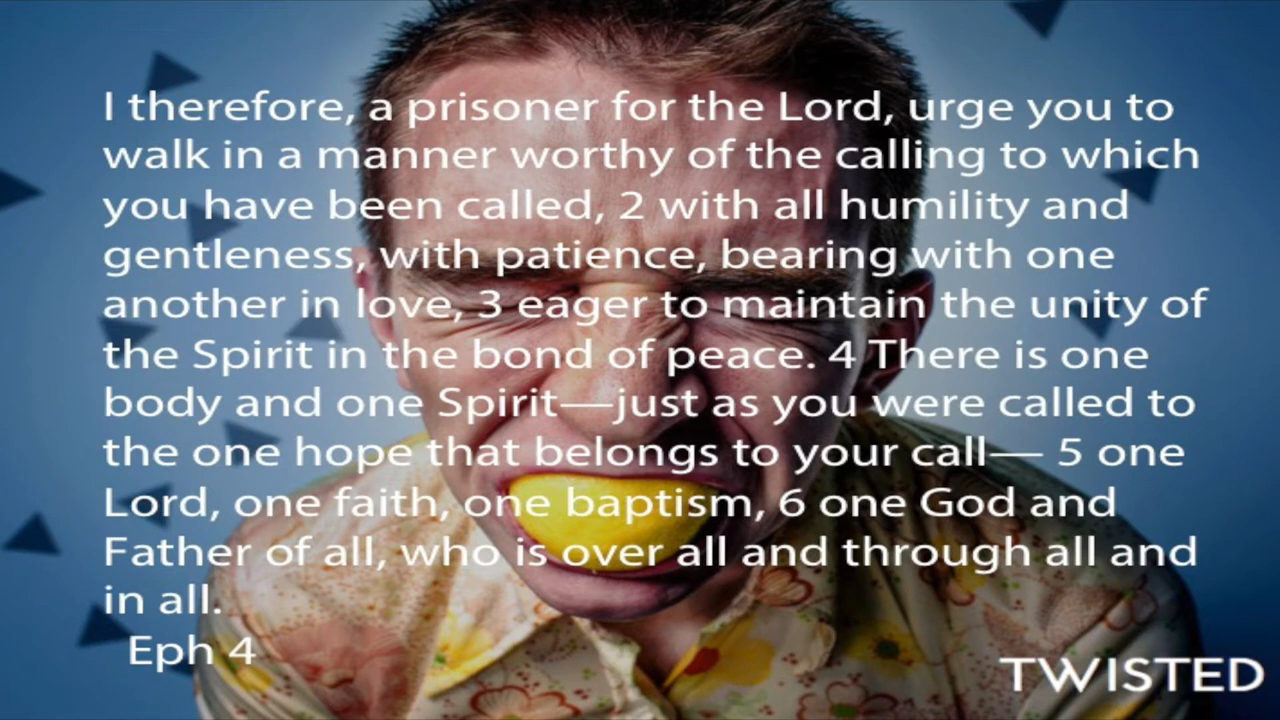 I therefore, a prisoner for the Lord, urge you to
walk in a manner worthy of the calling to which
you have been called, 2 with all humility and
gentleness, with patience, bearing with one
another in love, 3 eager to maintain the unity of
the Spirit in the bond of peace. 4 There is one
body and one Spirit—just as you were called to
the one hope that belongs to your call— 5 one
Lord, one faith, one baptism, 6 one God and
Father of all, who is over all and through all and
in all.
Eph 4
TWISTED